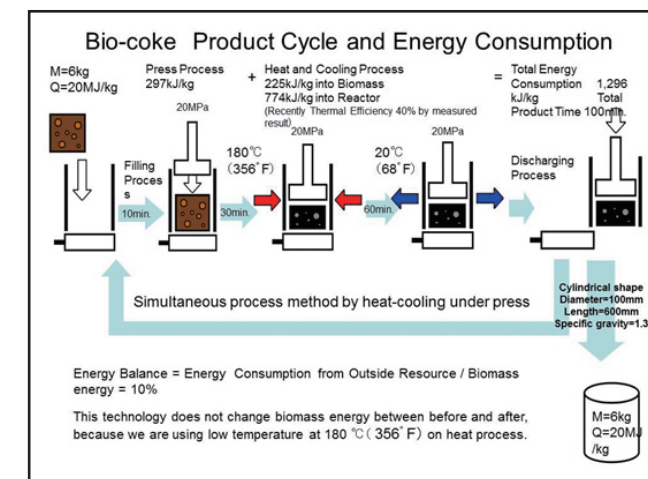 Bio-coke Product Cycle and Energy Consumption
M=6kg
Q=20MJ/kg
Press Process
297kJ/kg
+
Heat and Cooling Process
225kJ/kg into Biomass
774kJ/kg into Reactor
(Recently Thermal Efficiency 40% by measured
result)
=
Total Energy
Consumption 1,296
kJ/kg Total
Product Time 100min.
20MPa
20MPa
20MPa
Filling
Proces
s
10min.
30min.
180℃
(356°F)
60min.
20℃
(68°F)
Discharging
Process
Simultaneous process method by heat-cooling under press
Cylindrical shape
Diameter=100mm
Length=600mm
Specific gravity=1.3
Energy Balance = Energy Consumption from Outside Resource / Biomass
energy = 10%
This technology does not change biomass energy between before and after,
because we are using low temperature at 180 ℃( 356°F) on heat process.
M=6kg
Q=20MJ
/kg